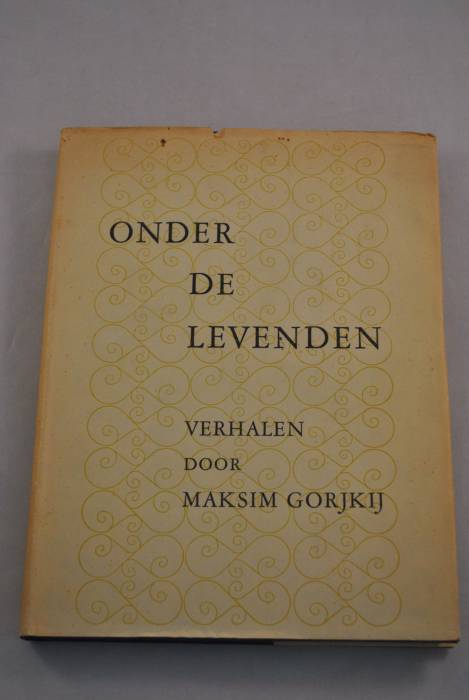 ONDER
DE
LEVENDEN
VERHALEN
DOOR
MAKSIM GORJKIJ